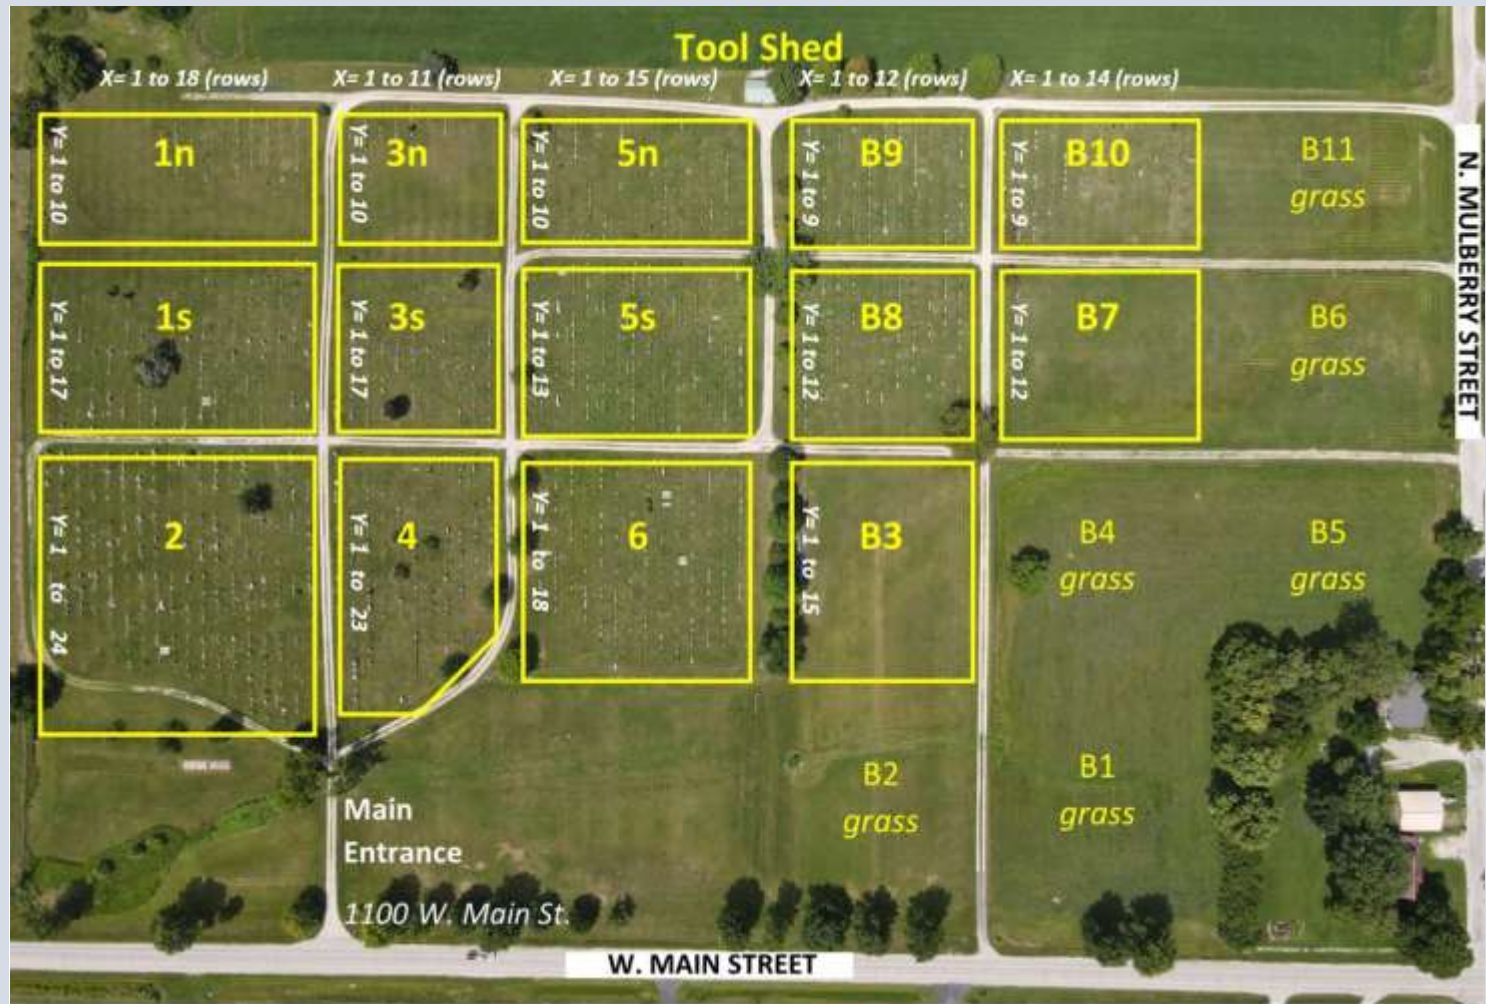 Tool Shed
X= 1 to 18 (rows)
X= 1 to 11 (rows)
X= 1 to 15 (rows)
X= 1 to 12 (rows)
X= 1 to 14 (rows)
1n
Y= 1 to 10
3n
Y= 1 to 10
5n
Y= 1 to 10
B9
Y= 1 to 9
B10
Y= 1 to 9
B11
grass
1s
Y= 1 to 17
3s
Y= 1 to 17
5s
Y= 1 to 13
B8
Y= 1 to 12
B7
Y= 1 to 12
B6
grass
N. MULBERRY STREET
2
Y= 1 to 24
4
Y= 1 to 23
6
Y= 1 to 18
B3
Y= 1 to 15
B4
grass
B5
grass
B2
grass
B1
grass
Main
Entrance
1100 W. Main St.
W. MAIN STREET